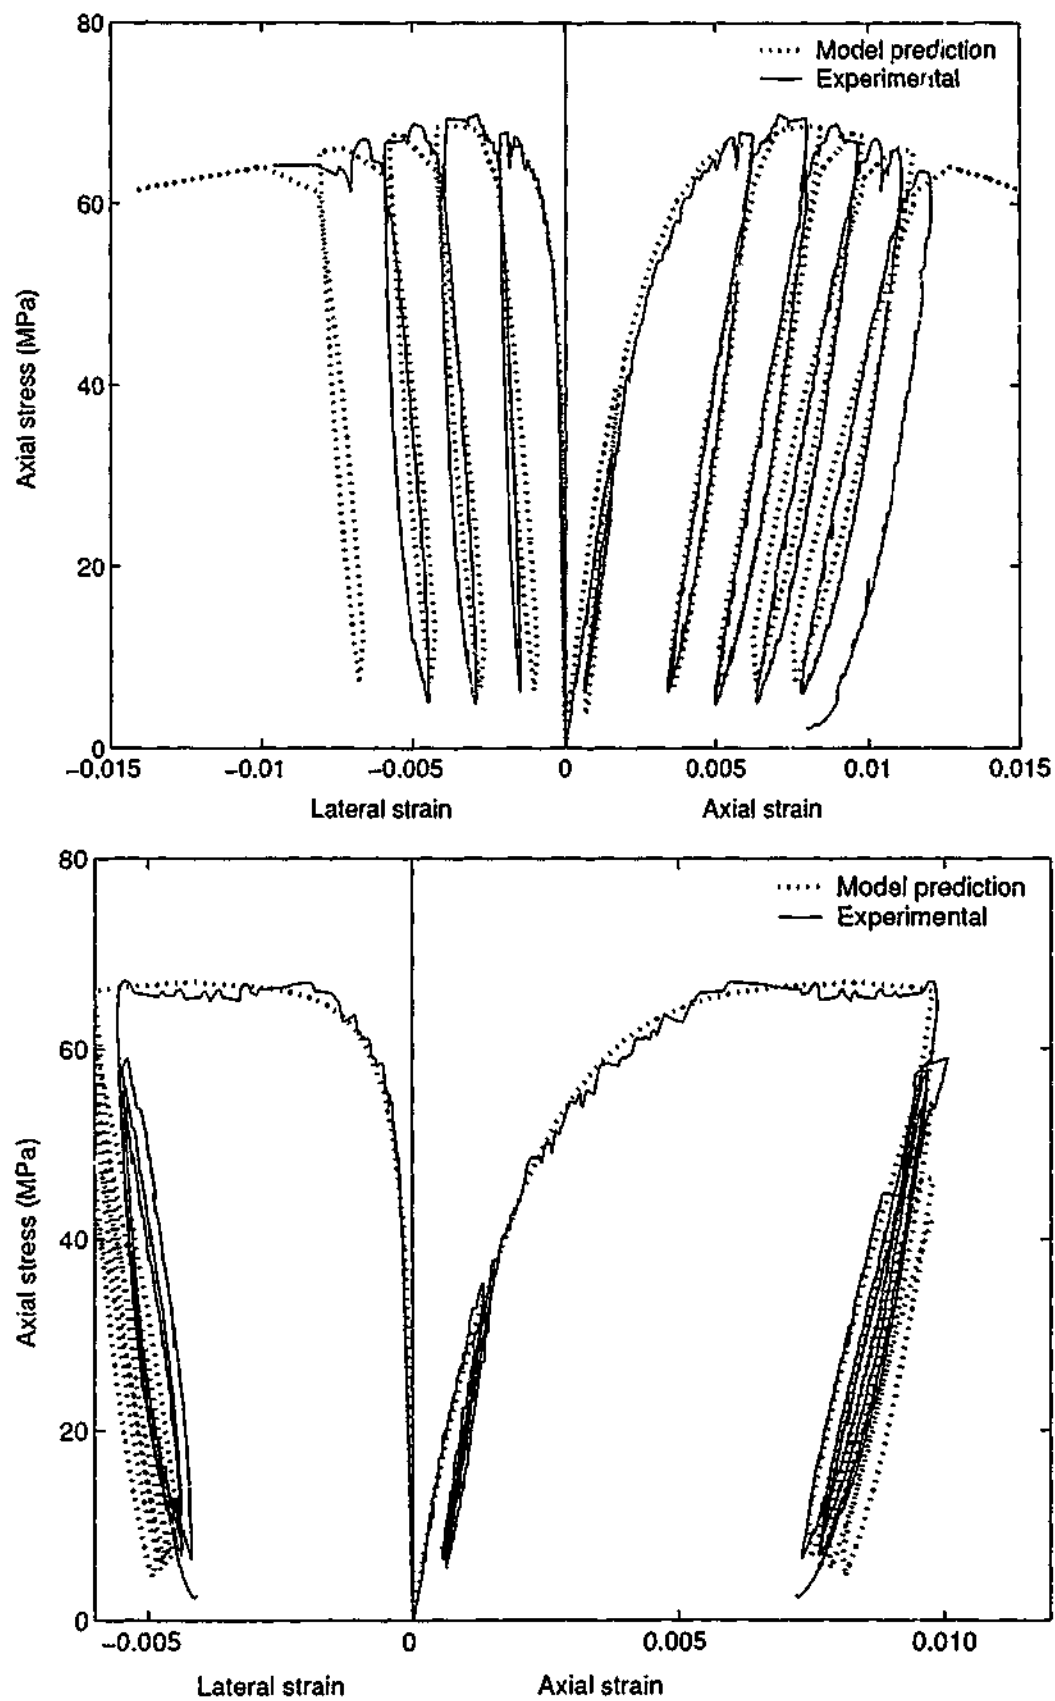 80
Model prediction
Experimental
60
Axial stress (MPa)
40
20
0
−0.015 −0.01 −0.005 0 0.005 0.01 0.015
Lateral strain Axial strain
80
Model prediction
Experimental
60
Axial stress (MPa)
40
20
0
−0.005 0 0.005 0.010
Lateral strain Axial strain